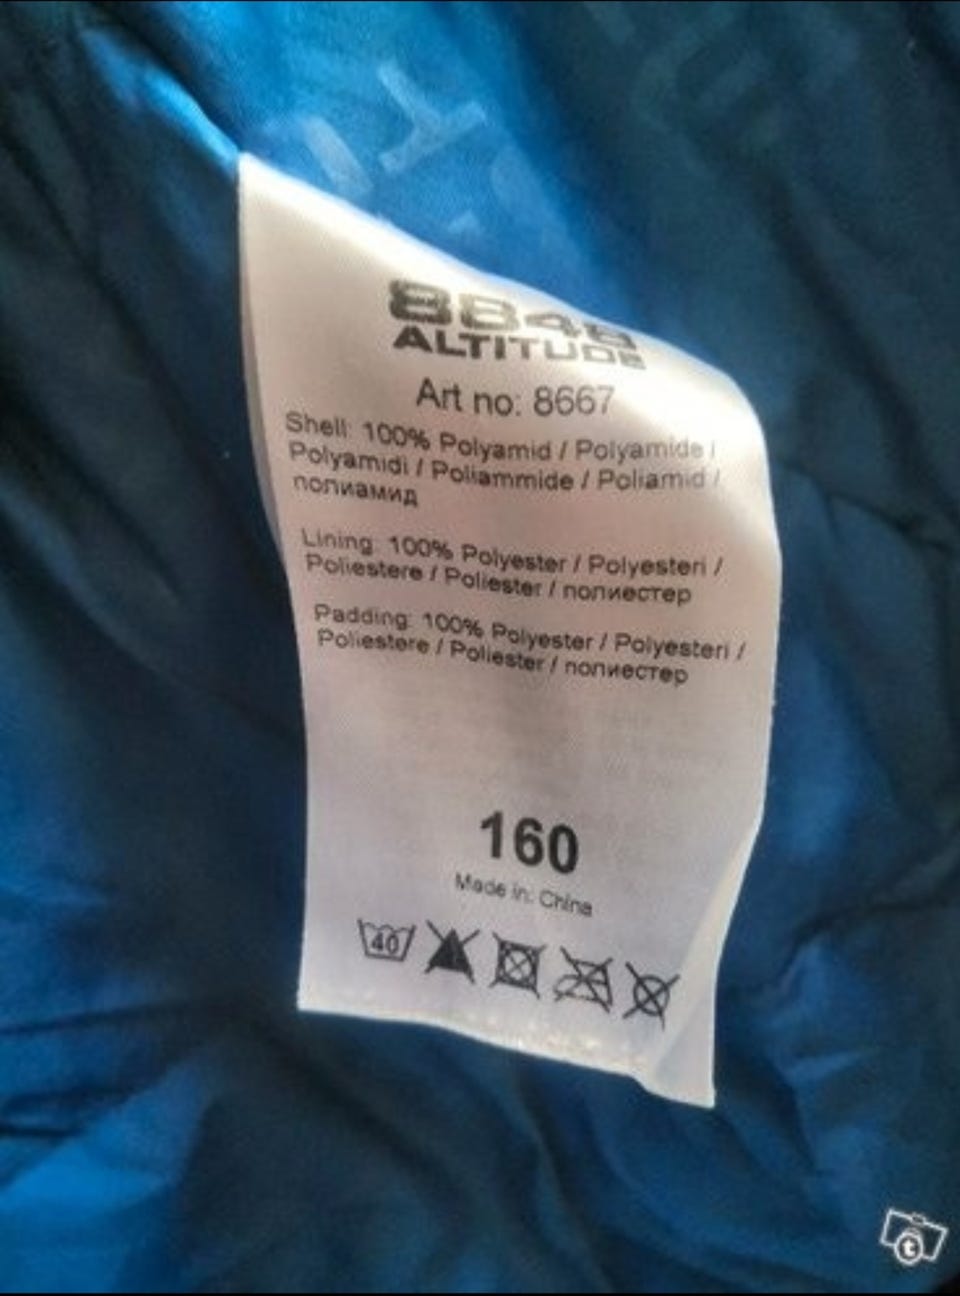 8848
ALTITUDE
Art no: 8667
Shell: 100% Polyamid / Polyamide /
Polyamidi / Poliammide / Poliamid /
полиамид
Lining: 100% Polyester / Polyesteri /
Poliestere / Poliester / полиестер
Padding: 100% Polyester / Polyesteri /
Poliestere / Poliester / полиестер
160
Made in: China
40
t